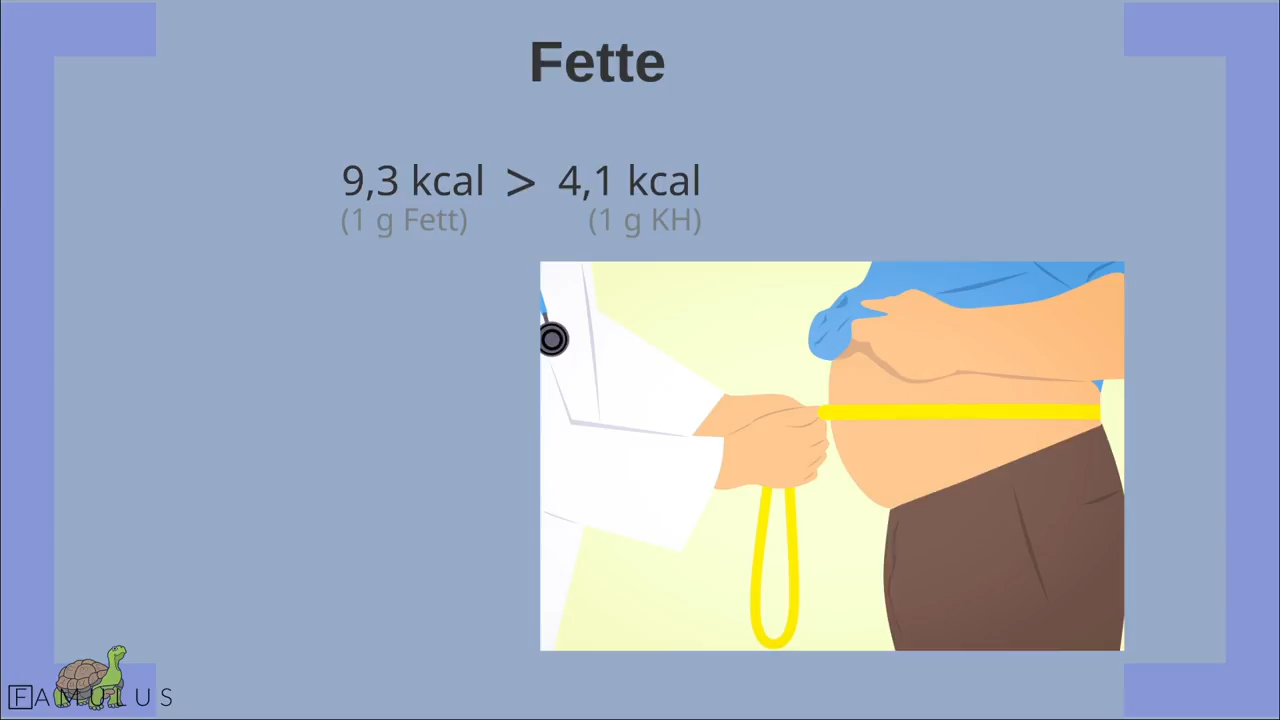 Fette
9,3 kcal > 4,1 kcal
(1 g Fett) (1 g KH)
FAMULUS